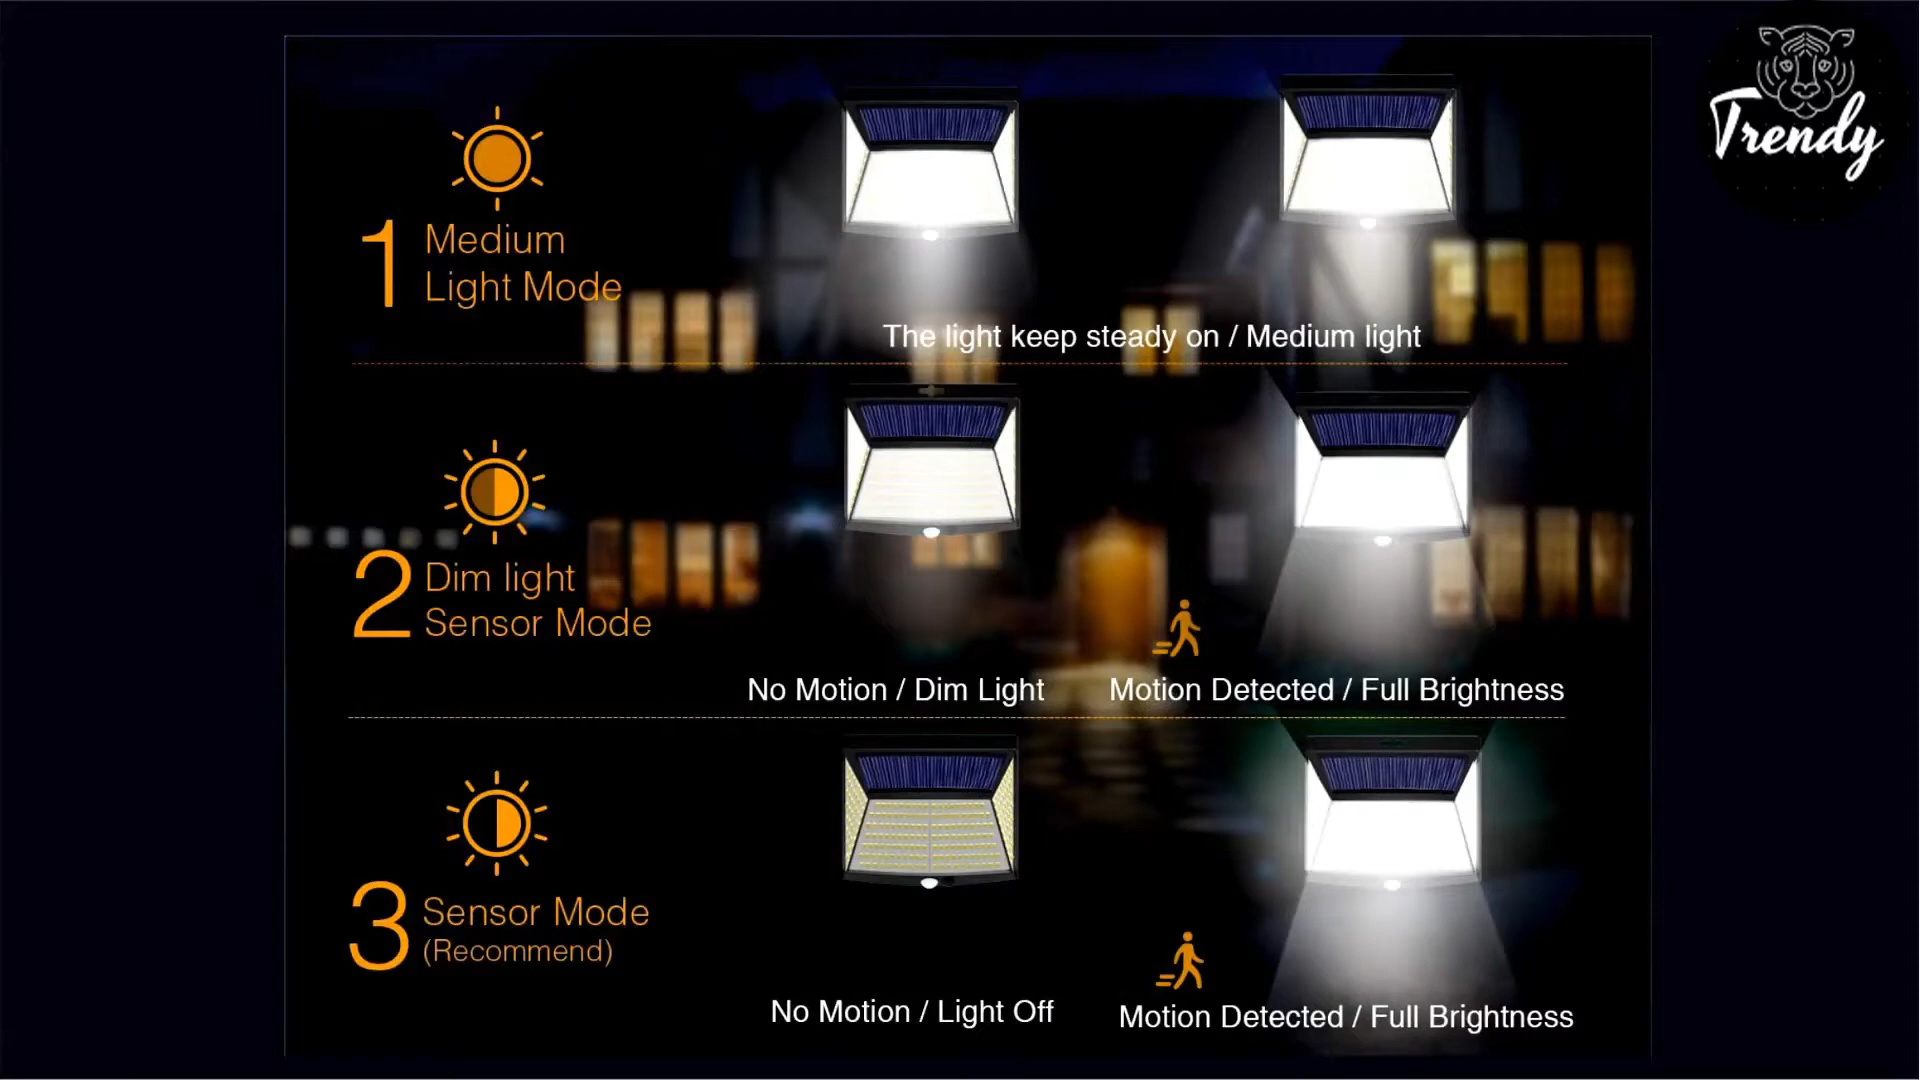 Trendy
1 Medium
Light Mode
The light keep steady on / Medium light
2 Dim light
Sensor Mode
No Motion / Dim Light
Motion Detected / Full Brightness
3 Sensor Mode
(Recommend)
No Motion / Light Off
Motion Detected / Full Brightness